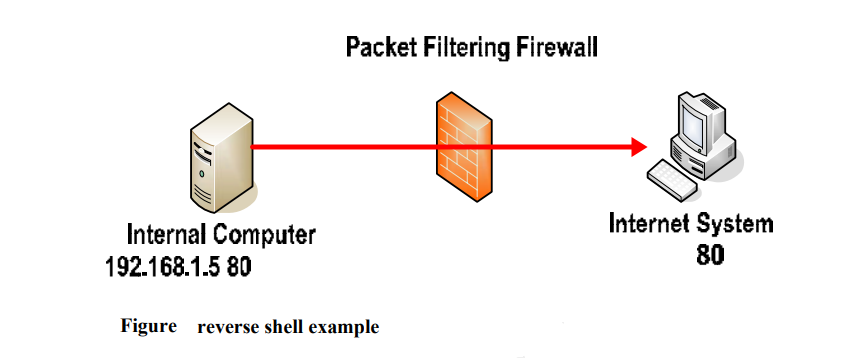 Packet Filtering Firewall
Internal Computer
192.168.1.5 80
Internet System
80
Figure reverse shell example